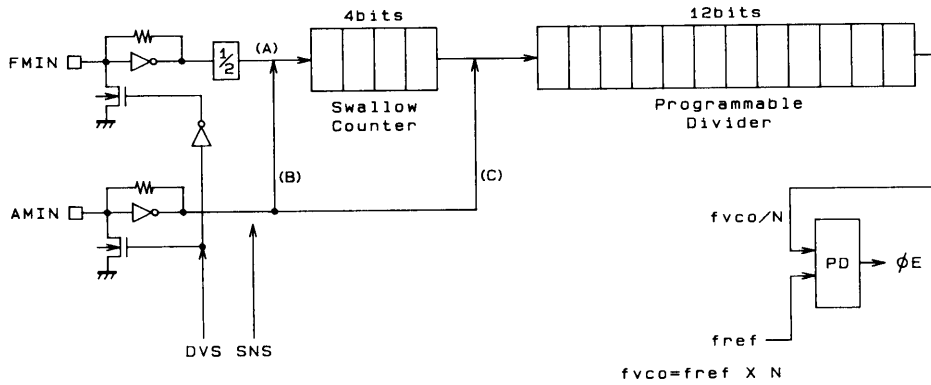 4bits
12bits
FMIN
1/2
(A)
Swallow
Counter
Programmable
Divider
(B)
(C)
AMIN
fvco/N
PD
φE
DVS
SNS
fref
fvco=fref X N